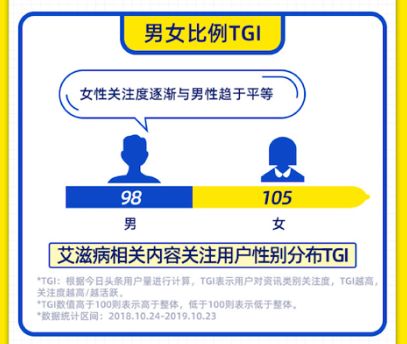 男女比例TGI
女性关注度逐渐与男性趋于平等
98
105
男
女
艾滋病相关内容关注用户性别分布TGI
*TGI：根据今日头条用户量进行计算，TGI表示用户对资讯类别关注度，TGI越高，
关注度越高/越活跃。
*TGI数值高于100则表示高于整体，低于100则表示低于整体。
*数据统计区间：2018.10.24-2019.10.23